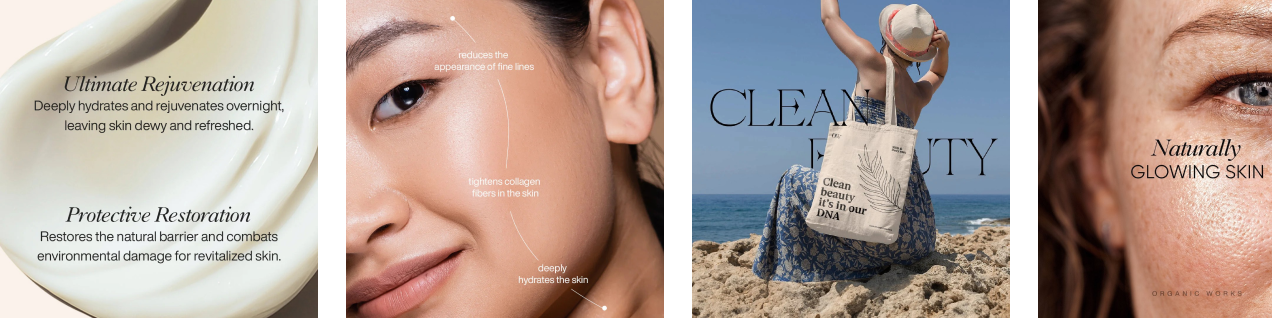 Ultimate Rejuvenation
Deeply hydrates and rejuvenates overnight,
leaving skin dewy and refreshed.
Protective Restoration
Restores the natural barrier and combats
environmental damage for revitalized skin.
reduces the
appearance of fine lines
tightens collagen
fibers in the skin
deeply
hydrates the skin
CLEAN
Clean
beauty
it's in our
DNA
Naturally
GLOWING SKIN
ORGANIC WORKS